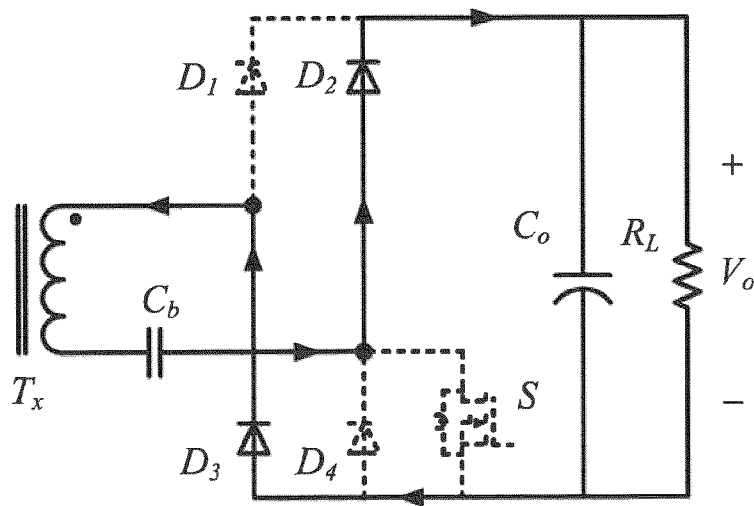 D1 D2
+
Co RL Vo
Cb
Tx
S
−
D3 D4